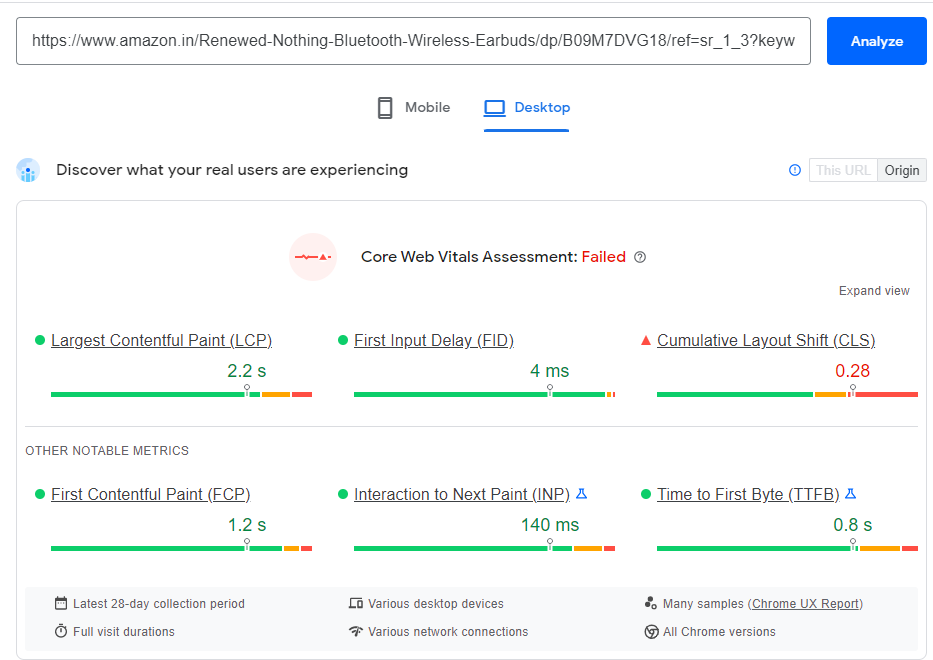 https://www.amazon.in/Renewed-Nothing-Bluetooth-Wireless-Earbuds/dp/B09M7DVG18/ref=sr_1_3?keyw
Analyze
Mobile
Desktop
Discover what your real users are experiencing
This URL
Origin
Core Web Vitals Assessment: Failed
Expand view
Largest Contentful Paint (LCP)
2.2 s
First Input Delay (FID)
4 ms
Cumulative Layout Shift (CLS)
0.28
OTHER NOTABLE METRICS
First Contentful Paint (FCP)
1.2 s
Interaction to Next Paint (INP)
140 ms
Time to First Byte (TTFB)
0.8 s
Latest 28-day collection period
Various desktop devices
Many samples (Chrome UX Report)
Full visit durations
Various network connections
All Chrome versions